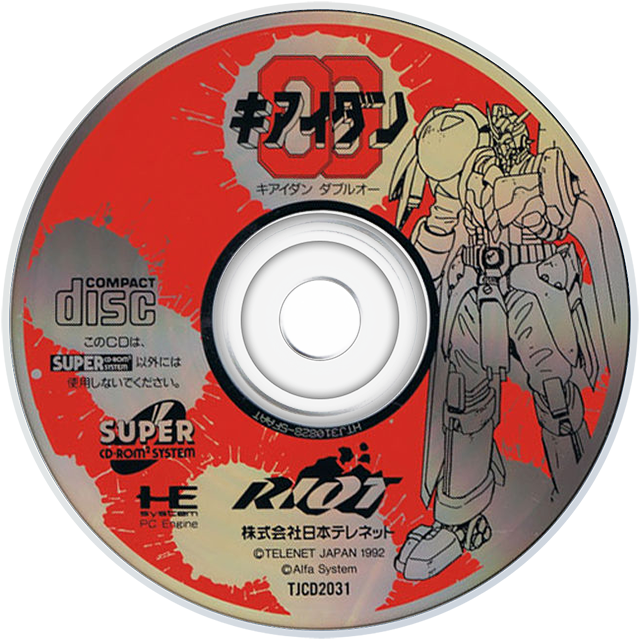 00
キアイダン
キアイダン ダブルオー
COMPACT
disc
このCDは、
SUPER CD-ROM² SYSTEM 以外には
使用しないでください。
SUPER
CD-ROM² SYSTEM
HE
system
PC Engine
RIOT
株式会社日本テレネット
©TELENET JAPAN 1992
©Alfa System
TJCD2031